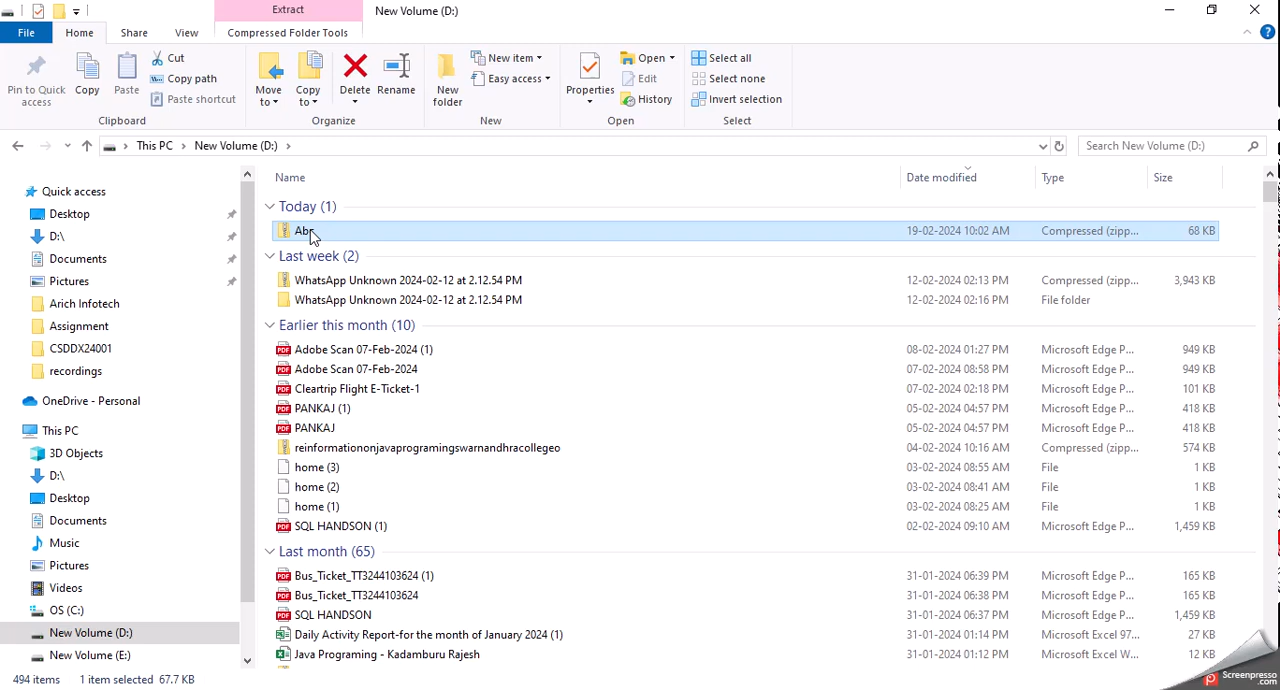 Extract
New Volume (D:)
File
Home
Share
View
Compressed Folder Tools
Pin to Quick access
Copy
Paste
Cut
Copy path
Paste shortcut
Clipboard
Move to
Copy to
Delete
Rename
Organize
New folder
New item
Easy access
New
Properties
Open
Edit
History
Open
Select all
Select none
Invert selection
Select
This PC
New Volume (D:)
Search New Volume (D:)
Name Date modified Type Size
Quick access
Desktop
D:\
Documents
Pictures
Arich Infotech
Assignment
CSDDX24001
recordings
OneDrive - Personal
This PC
3D Objects
D:\
Desktop
Documents
Music
Pictures
Videos
OS (C:)
New Volume (D:)
New Volume (E:)
Today (1)
19-02-2024 10:02 AM Compressed (zipp... 68 KB
Last week (2)
WhatsApp Unknown 2024-02-12 at 2.12.54 PM 12-02-2024 02:13 PM Compressed (zipp... 3,943 KB
WhatsApp Unknown 2024-02-12 at 2.12.54 PM 12-02-2024 02:16 PM File folder
Earlier this month (10)
Adobe Scan 07-Feb-2024 (1) 08-02-2024 01:27 PM Microsoft Edge P... 949 KB
Adobe Scan 07-Feb-2024 07-02-2024 08:58 PM Microsoft Edge P... 949 KB
Cleartrip Flight E-Ticket-1 07-02-2024 02:18 PM Microsoft Edge P... 101 KB
PANKAJ (1) 05-02-2024 04:57 PM Microsoft Edge P... 418 KB
PANKAJ 05-02-2024 04:57 PM Microsoft Edge P... 418 KB
reinformationonjavaprogramingswarnandhracollegeo 04-02-2024 10:16 AM Compressed (zipp... 574 KB
home (3) 03-02-2024 08:55 AM File 1 KB
home (2) 03-02-2024 08:41 AM File 1 KB
home (1) 03-02-2024 08:25 AM File 1 KB
SQL HANDSON (1) 02-02-2024 09:10 AM Microsoft Edge P... 1,459 KB
Last month (65)
Bus_Ticket_TT3244103624 (1) 31-01-2024 06:39 PM Microsoft Edge P... 165 KB
Bus_Ticket_TT3244103624 31-01-2024 06:38 PM Microsoft Edge P... 165 KB
SQL HANDSON 31-01-2024 06:37 PM Microsoft Edge P... 1,459 KB
Daily Activity Report-for the month of January 2024 (1) 31-01-2024 01:14 PM Microsoft Excel 97... 27 KB
Java Programing - Kadamburu Rajesh 31-01-2024 01:12 PM Microsoft Excel W... 12 KB
494 items 1 item selected 67.7 KB
Screenpresso.com